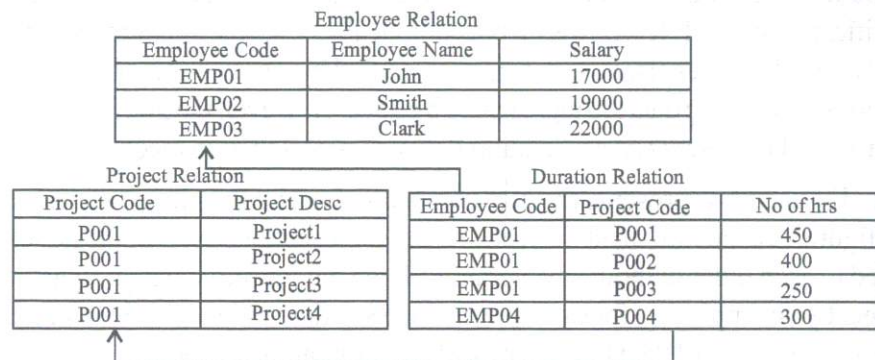 Employee Relation
Employee Code Employee Name Salary
EMP01 John 17000
EMP02 Smith 19000
EMP03 Clark 22000
Project Relation
Project Code Project Desc
P001 Project1
P001 Project2
P001 Project3
P001 Project4
Duration Relation
Employee Code Project Code No of hrs
EMP01 P001 450
EMP01 P002 400
EMP01 P003 250
EMP04 P004 300